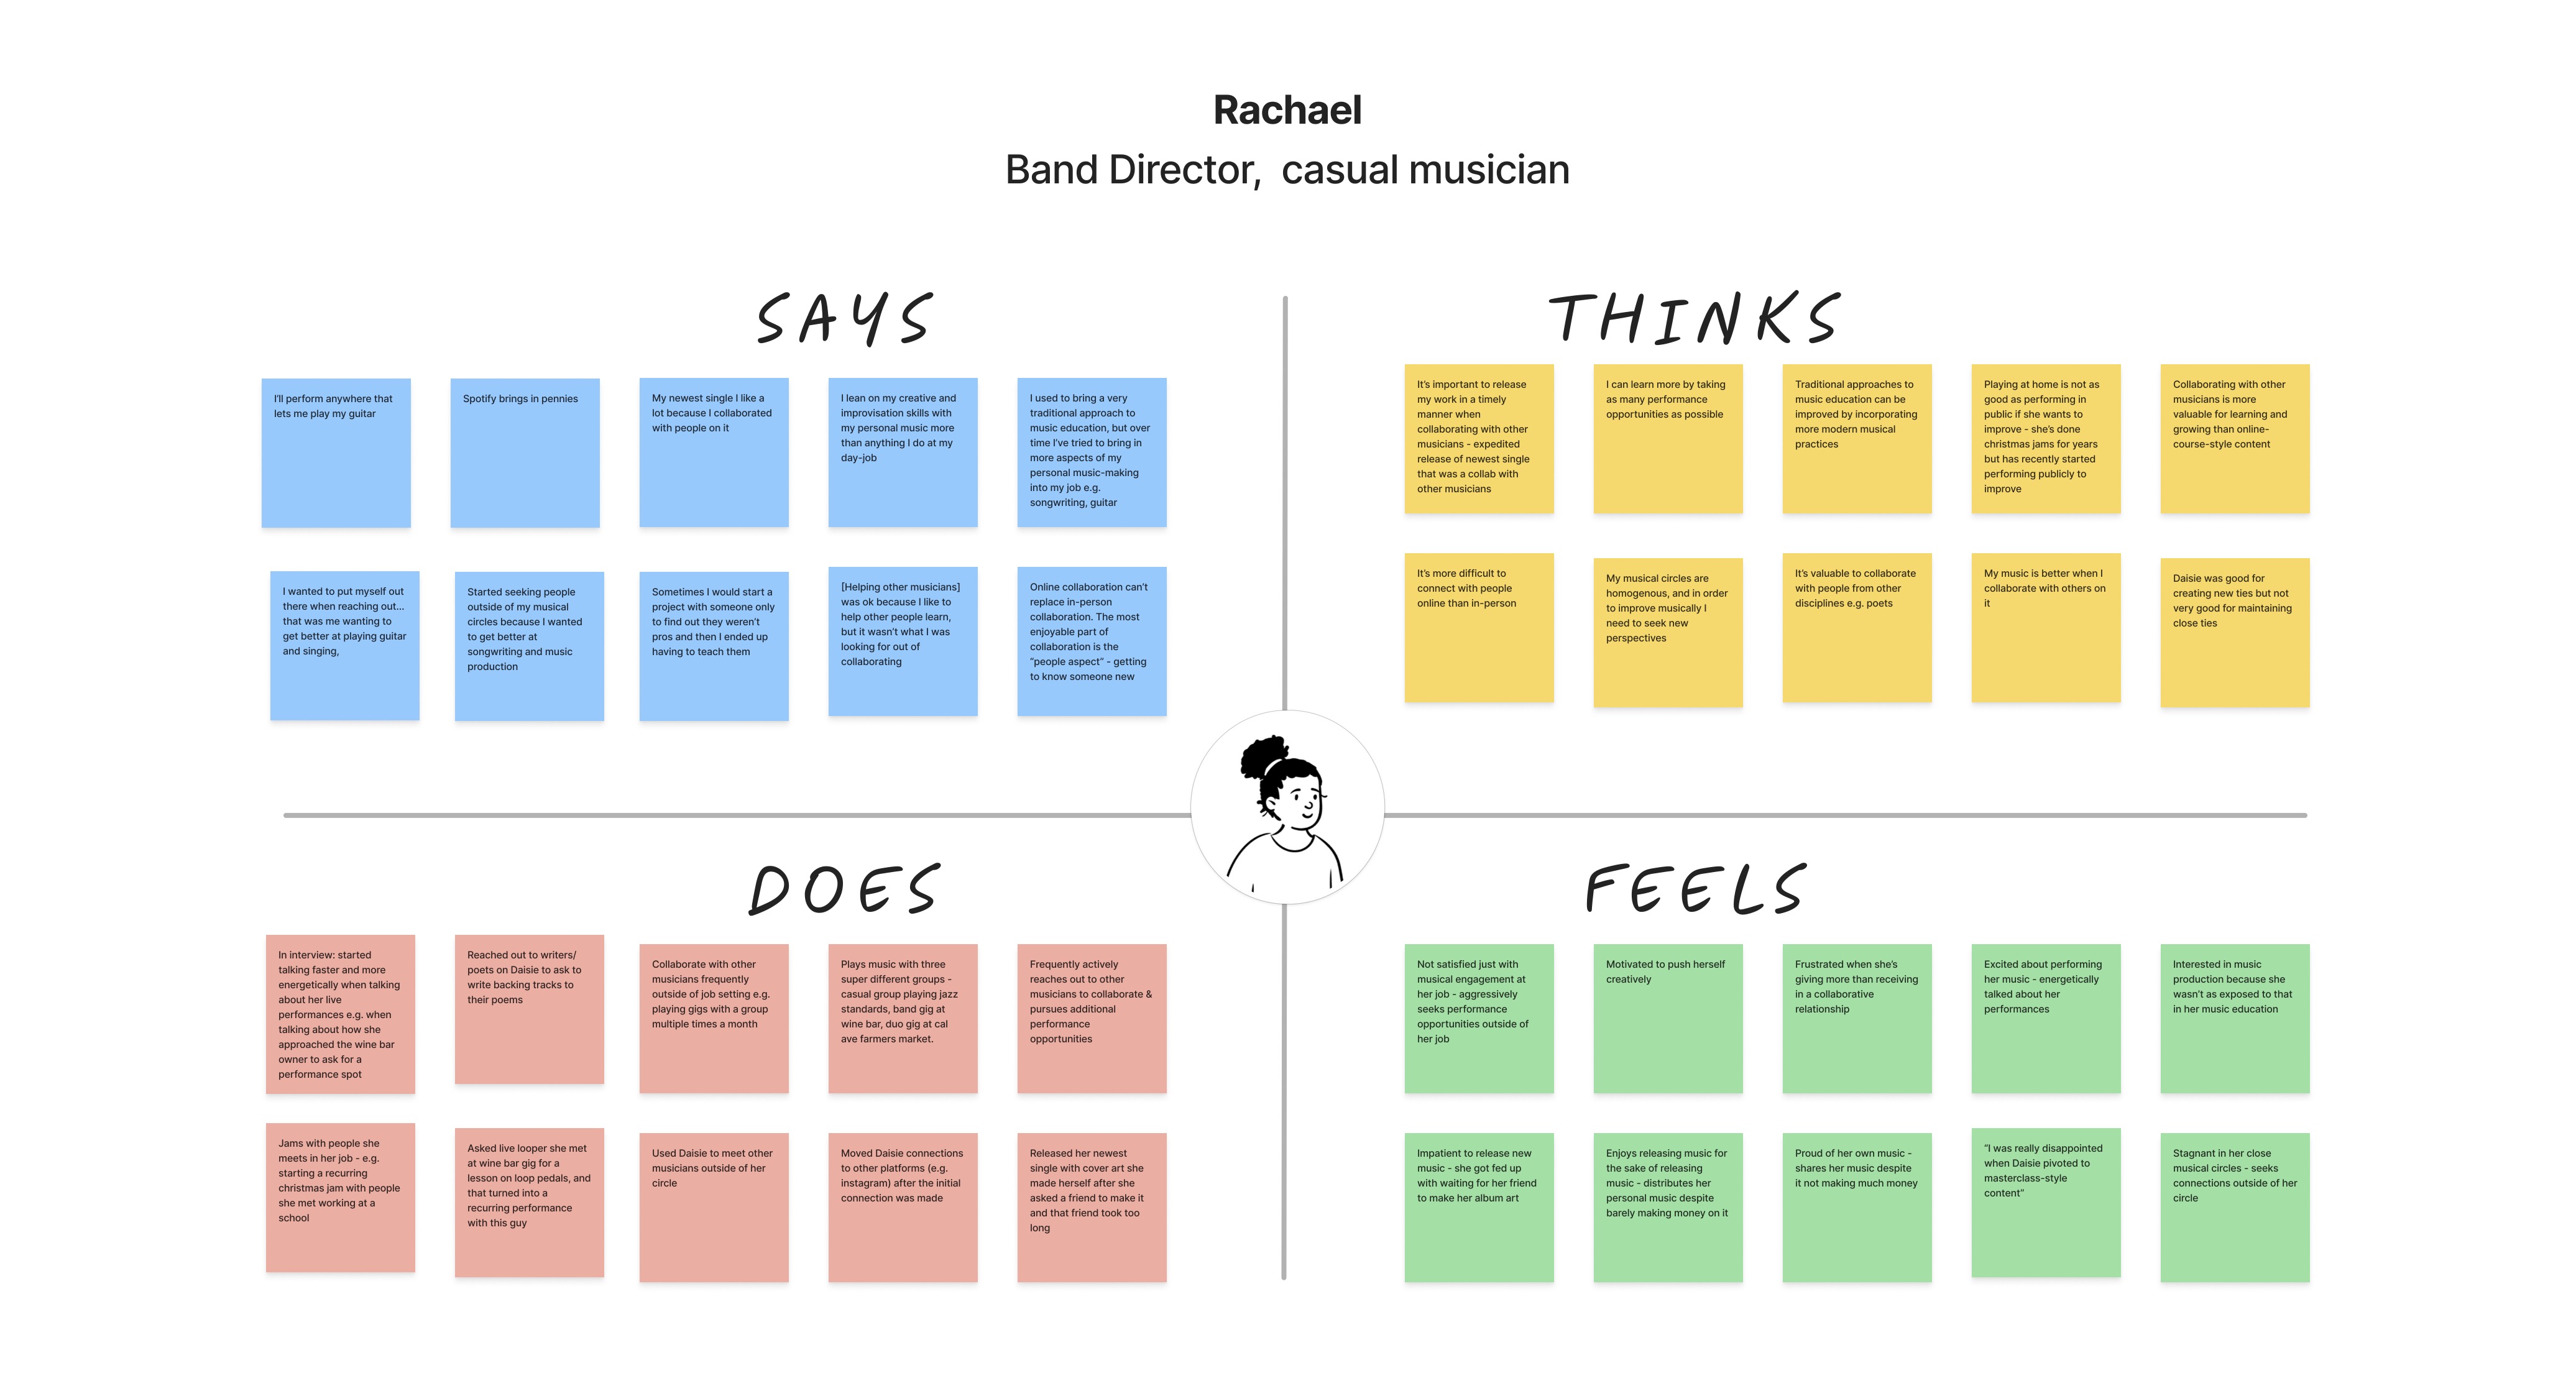 Rachael
Band Director,  casual musician
SAYS
I'll perform anywhere that
lets me play my guitar
Spotify brings in pennies
My newest single I like a
lot because I collaborated
with people on it
I lean on my creative and
improvisation skills with
my personal music more
than anything I do at my
day-job
I used to bring a very
traditional approach to
music education, but over
time I've tried to bring in
more aspects of my
personal music-making
into my job e.g.
songwriting, guitar
I wanted to put myself out
there when reaching out...
that was me wanting to
get better at playing guitar
and singing,
Started seeking people
outside of my musical
circles because I wanted
to get better at
songwriting and music
production
Sometimes I would start a
project with someone only
to find out they weren't
pros and then I ended up
having to teach them
[Helping other musicians]
was ok because I like to
help other people learn,
but it wasn't what I was
looking for out of
collaborating
Online collaboration can't
replace in-person
collaboration. The most
enjoyable part of
collaboration is the
“people aspect” - getting
to know someone new
THINKS
It's important to release
my work in a timely
manner when
collaborating with other
musicians - expedited
release of newest single
that was a collab with
other musicians
I can learn more by taking
as many performance
opportunities as possible
Traditional approaches to
music education can be
improved by incorporating
more modern musical
practices
Playing at home is not as
good as performing in
public if she wants to
improve - she's done
christmas jams for years
but has recently started
performing publicly to
improve
Collaborating with other
musicians is more
valuable for learning and
growing than online-
course-style content
It's more difficult to
connect with people
online than in-person
My musical circles are
homogenous, and in order
to improve musically I
need to seek new
perspectives
It's valuable to collaborate
with people from other
disciplines e.g. poets
My music is better when I
collaborate with others on
it
Daisie was good for
creating new ties but not
very good for maintaining
close ties
DOES
In interview: started
talking faster and more
energetically when talking
about her live
performances e.g. when
talking about how she
approached the wine bar
owner to ask for a
performance spot
Reached out to writers/
poets on Daisie to ask to
write backing tracks to
their poems
Collaborate with other
musicians frequently
outside of job setting e.g.
playing gigs with a group
multiple times a month
Plays music with three
super different groups -
casual group playing jazz
standards, band gig at
wine bar, duo gig at cal
ave farmers market.
Frequently actively
reaches out to other
musicians to collaborate &
pursues additional
performance
opportunities
Jams with people she
meets in her job - e.g.
starting a recurring
christmas jam with people
she met working at a
school
Asked live looper she met
at wine bar gig for a
lesson on loop pedals, and
that turned into a
recurring performance
with this guy
Used Daisie to meet other
musicians outside of her
circle
Moved Daisie connections
to other platforms (e.g.
instagram) after the initial
connection was made
Released her newest
single with cover art she
made herself after she
asked a friend to make it
and that friend took too
long
FEELS
Not satisfied just with
musical engagement at
her job - aggressively
seeks performance
opportunities outside of
her job
Motivated to push herself
creatively
Frustrated when she's
giving more than receiving
in a collaborative
relationship
Excited about performing
her music - energetically
talked about her
performances
Interested in music
production because she
wasn't as exposed to that
in her music education
Impatient to release new
music - she got fed up
with waiting for her friend
to make her album art
Enjoys releasing music for
the sake of releasing
music - distributes her
personal music despite
barely making money on it
Proud of her own music -
shares her music despite
it not making much money
“I was really disappointed
when Daisie pivoted to
masterclass-style
content”
Stagnant in her close
musical circles - seeks
connections outside of her
circle